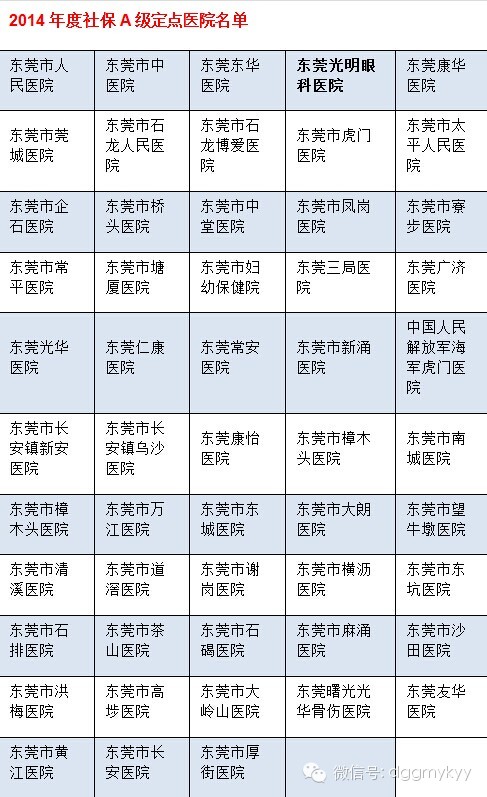 2014 年度社保 A 级定点医院名单
东莞市人
民医院
东莞市中
医院
东莞东华
医院
东莞光明眼
科医院
东莞康华
医院
东莞市莞
城医院
东莞市石
龙人民医
院
东莞市石
龙博爱医
院
东莞市虎门
医院
东莞市太
平人民医
院
东莞市企
石医院
东莞市桥
头医院
东莞市中
堂医院
东莞市凤岗
医院
东莞市寮
步医院
东莞市常
平医院
东莞市塘
厦医院
东莞市妇
幼保健院
东莞三局医
院
东莞广济
医院
东莞光华
医院
东莞仁康
医院
东莞常安
医院
东莞市新涌
医院
中国人民
解放军海
军虎门医
院
东莞市长
安镇新安
医院
东莞市长
安镇乌沙
医院
东莞康怡
医院
东莞市樟木
头医院
东莞市南
城医院
东莞市樟
木头医院
东莞市万
江医院
东莞市东
城医院
东莞市大朗
医院
东莞市望
牛墩医院
东莞市清
溪医院
东莞市道
滘医院
东莞市谢
岗医院
东莞市横沥
医院
东莞市东
坑医院
东莞市石
排医院
东莞市茶
山医院
东莞市石
碣医院
东莞市麻涌
医院
东莞市沙
田医院
东莞市洪
梅医院
东莞市高
埗医院
东莞市大
岭山医院
东莞曙光光
华骨伤医院
东莞友华
医院
东莞市黄
江医院
东莞市长
安医院
东莞市厚
街医院
微信号: dggmykyy